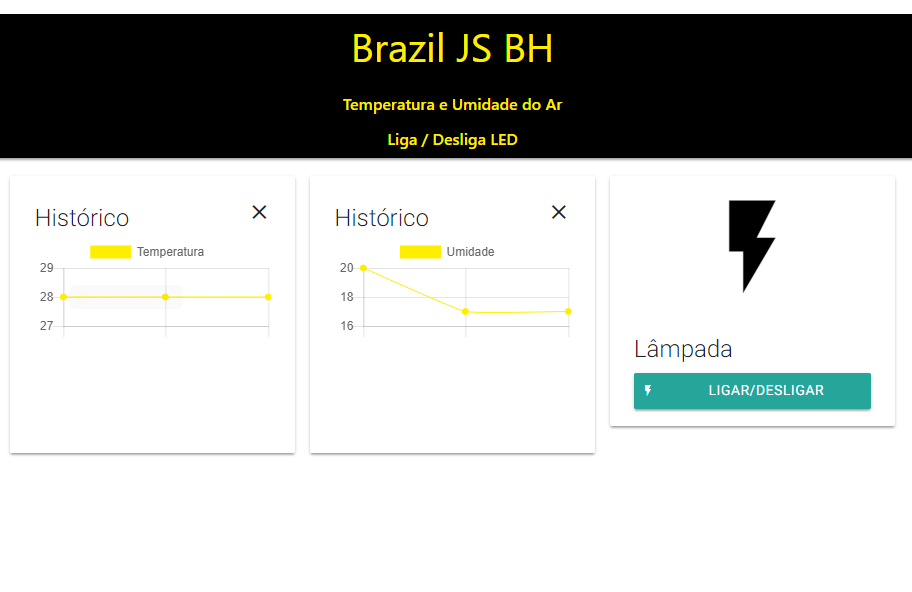 Brazil JS BH
Temperatura e Umidade do Ar
Liga / Desliga LED
Histórico
Temperatura
29
28
27
Histórico
Umidade
20
18
16
Lâmpada
LIGAR/DESLIGAR